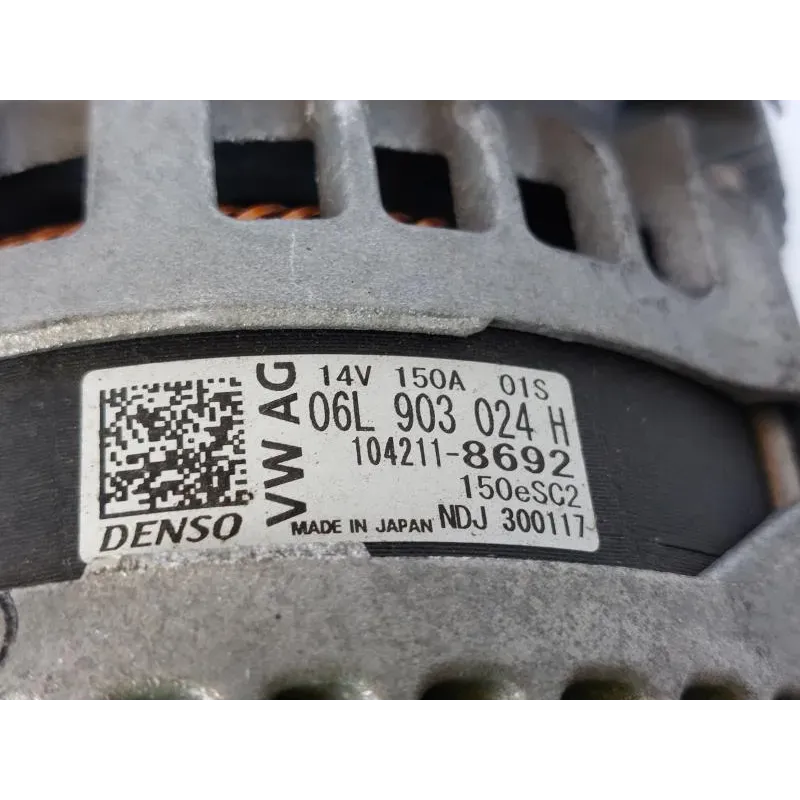 14V 150A 01S
VW AG
06L 903 024 H
104211-8692
150eSC2
DENSO
MADE IN JAPAN NDJ 300117